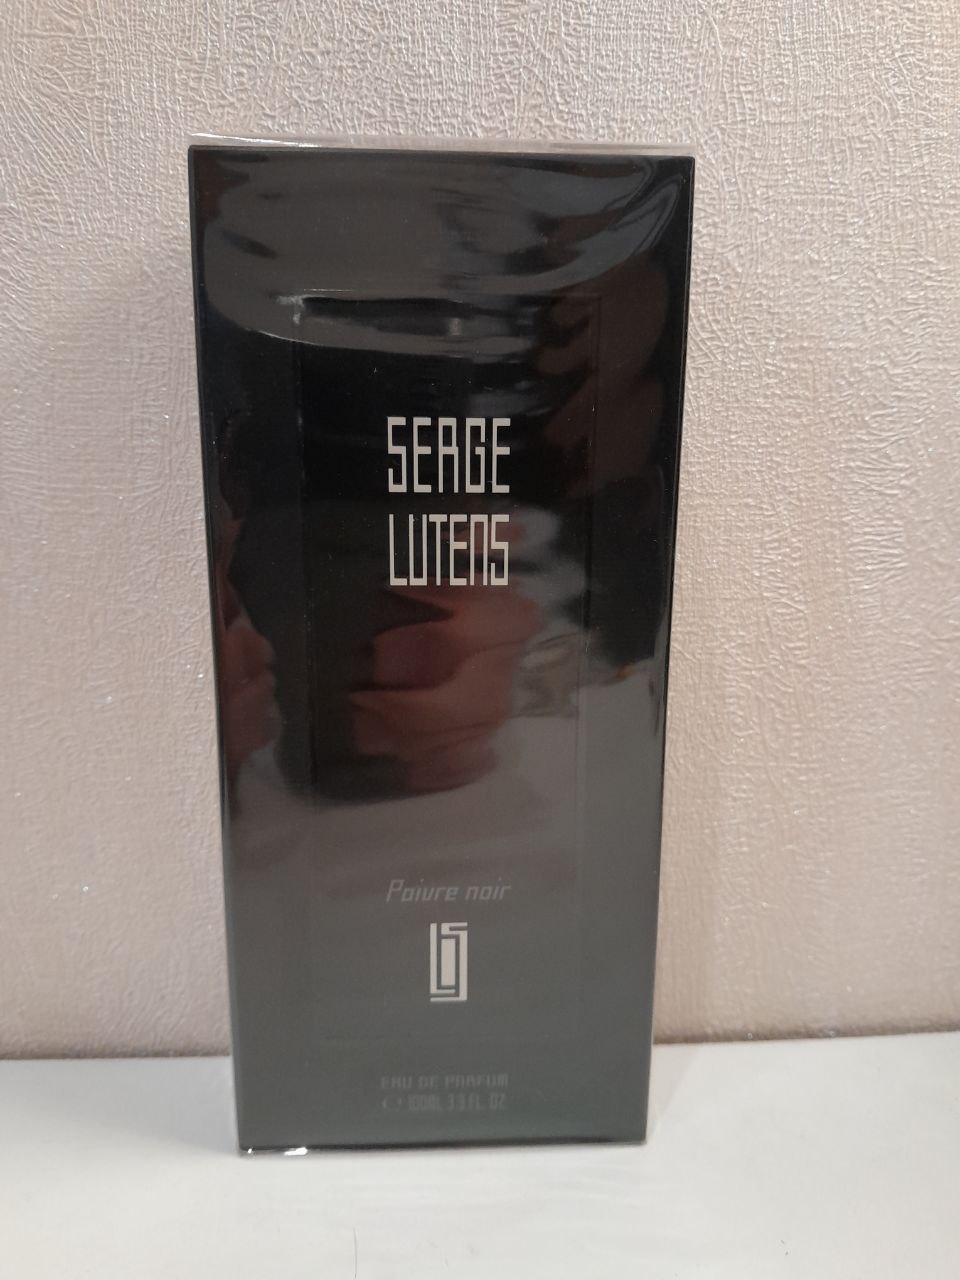 SERGE
LUTENS
Poivre noir
EAU DE PARFUM
100ML 3.3 FL. OZ